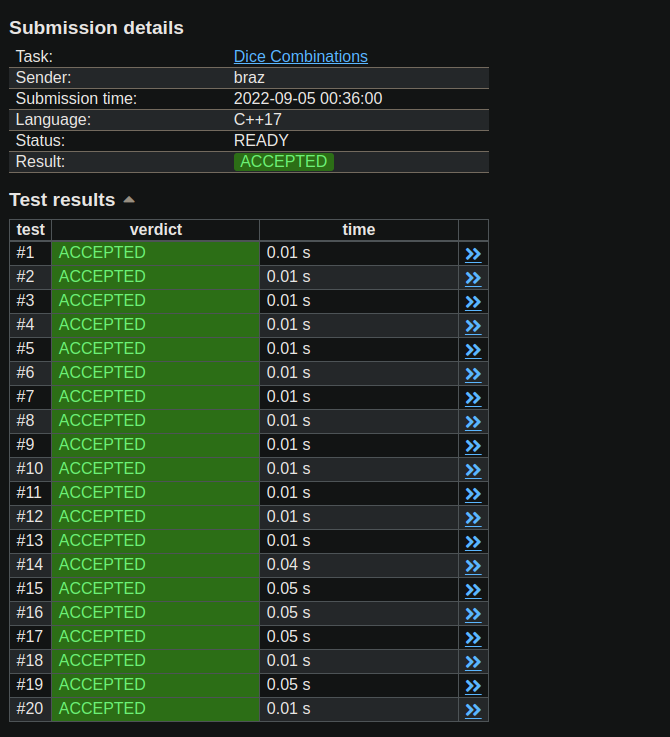 Submission details
Task: Dice Combinations
Sender: braz
Submission time: 2022-09-05 00:36:00
Language: C++17
Status: READY
Result: ACCEPTED
Test results
test verdict time
#1 ACCEPTED 0.01 s
#2 ACCEPTED 0.01 s
#3 ACCEPTED 0.01 s
#4 ACCEPTED 0.01 s
#5 ACCEPTED 0.01 s
#6 ACCEPTED 0.01 s
#7 ACCEPTED 0.01 s
#8 ACCEPTED 0.01 s
#9 ACCEPTED 0.01 s
#10 ACCEPTED 0.01 s
#11 ACCEPTED 0.01 s
#12 ACCEPTED 0.01 s
#13 ACCEPTED 0.01 s
#14 ACCEPTED 0.04 s
#15 ACCEPTED 0.05 s
#16 ACCEPTED 0.05 s
#17 ACCEPTED 0.05 s
#18 ACCEPTED 0.01 s
#19 ACCEPTED 0.05 s
#20 ACCEPTED 0.01 s